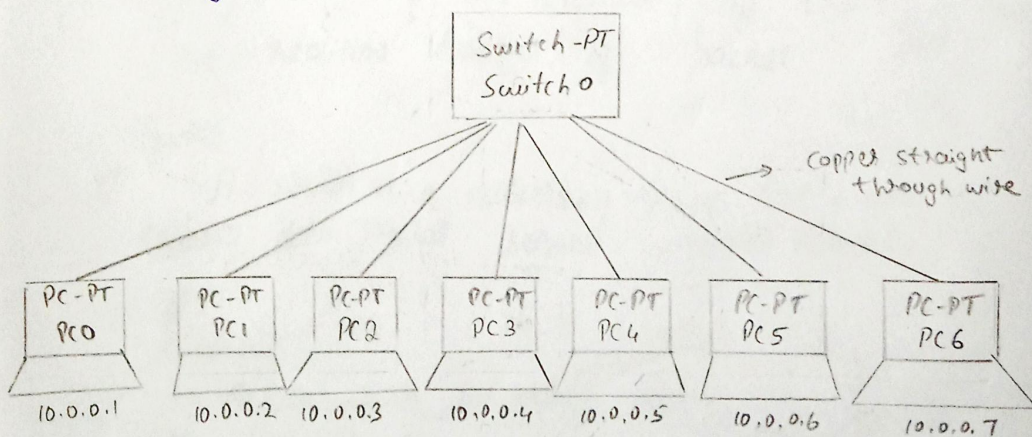 Switch-PT
Switch 0
copper straight
through wire
PC-PT
PC0
PC-PT
PC1
PC-PT
PC2
PC-PT
PC3
PC-PT
PC4
PC-PT
PC5
PC-PT
PC6
10.0.0.1
10.0.0.2
10.0.0.3
10.0.0.4
10.0.0.5
10.0.0.6
10.0.0.7